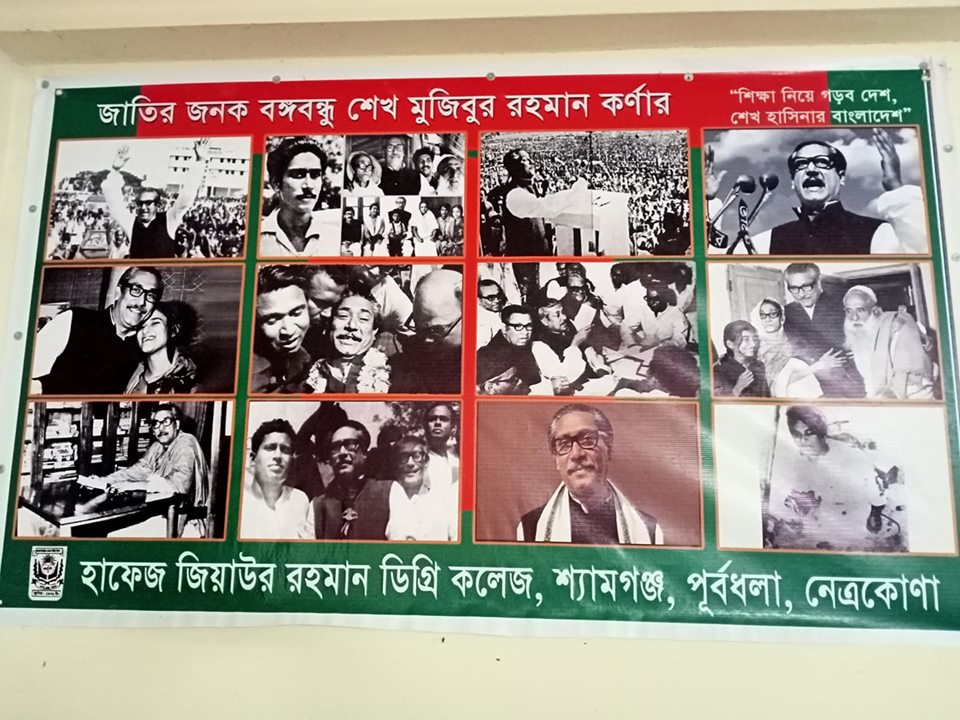 জাতির জনক বঙ্গবন্ধু শেখ মুজিবুর রহমান কর্ণার
“শিক্ষা নিয়ে গড়ব দেশ,
শেখ হাসিনার বাংলাদেশ”
হাফেজ জিয়াউর রহমান ডিগ্রি কলেজ, শ্যামগঞ্জ, পূর্বধলা, নেত্রকোণা